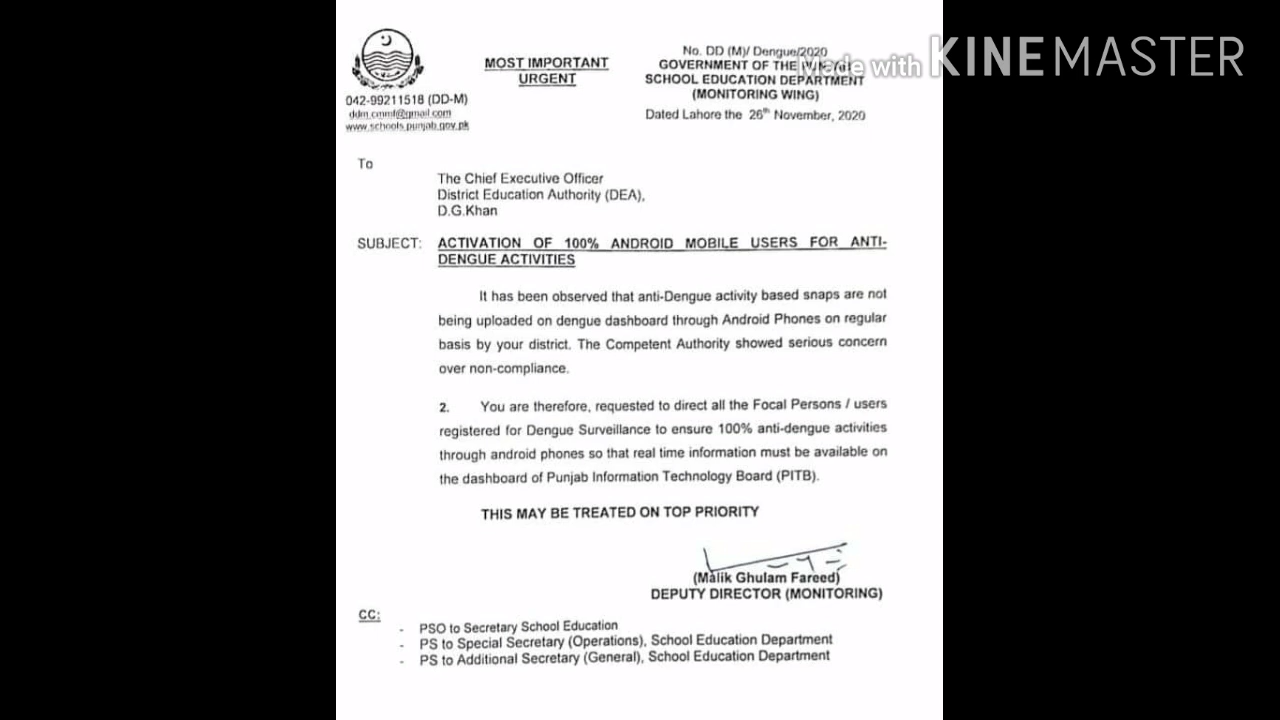 Made with KINEMASTER
MOST IMPORTANT
URGENT
No. DD (M)/ Dengue/2020
GOVERNMENT OF THE PUNJAB
SCHOOL EDUCATION DEPARTMENT
(MONITORING WING)
Dated Lahore the 26th November, 2020
042-99211518 (DD-M)
ddm.cmmf@gmail.com
www.schools.punjab.gov.pk
To
The Chief Executive Officer
District Education Authority (DEA),
D.G.Khan
SUBJECT: ACTIVATION OF 100% ANDROID MOBILE USERS FOR ANTI-
DENGUE ACTIVITIES
It has been observed that anti-Dengue activity based snaps are not
being uploaded on dengue dashboard through Android Phones on regular
basis by your district. The Competent Authority showed serious concern
over non-compliance.
2. You are therefore, requested to direct all the Focal Persons / users
registered for Dengue Surveillance to ensure 100% anti-dengue activities
through android phones so that real time information must be available on
the dashboard of Punjab Information Technology Board (PITB).
THIS MAY BE TREATED ON TOP PRIORITY
(Malik Ghulam Fareed)
DEPUTY DIRECTOR (MONITORING)
CC:
- PSO to Secretary School Education
- PS to Special Secretary (Operations), School Education Department
- PS to Additional Secretary (General), School Education Department